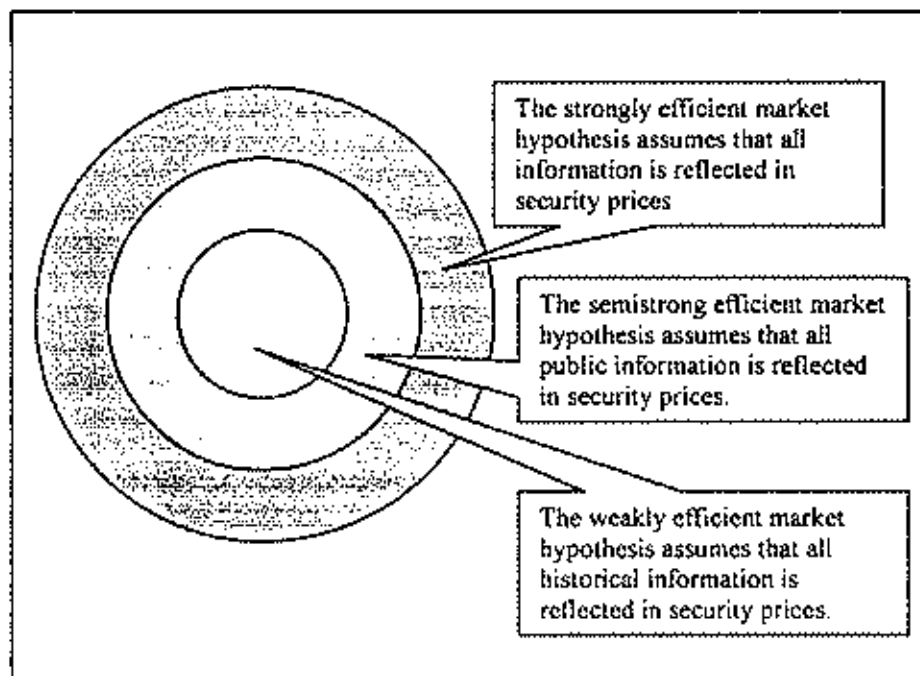 The strongly efficient market
hypothesis assumes that all
information is reflected in
security prices
The semistrong efficient market
hypothesis assumes that all
public information is reflected
in security prices.
The weakly efficient market
hypothesis assumes that all
historical information is
reflected in security prices.